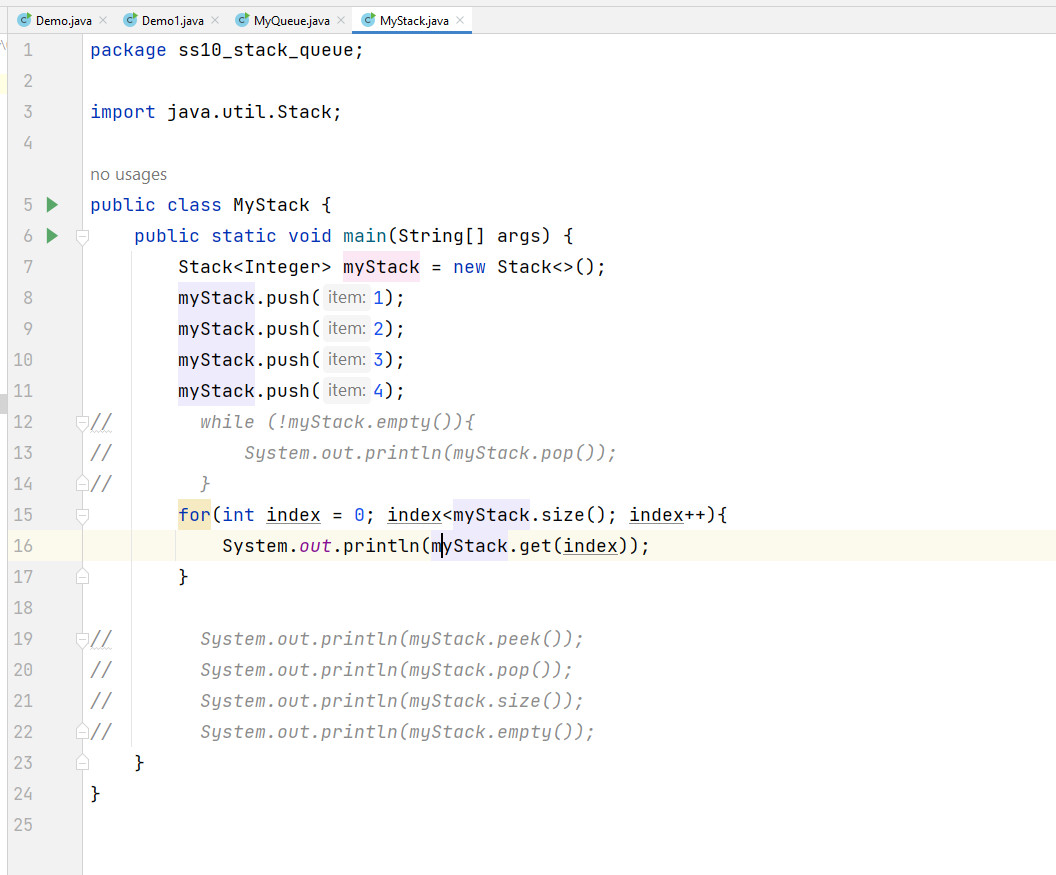 Demo.java Demo1.java MyQueue.java MyStack.java
1 package ss10_stack_queue;
2
3 import java.util.Stack;
4
no usages
5 public class MyStack {
6     public static void main(String[] args) {
7         Stack<Integer> myStack = new Stack<>();
8         myStack.push( item: 1);
9         myStack.push( item: 2);
10         myStack.push( item: 3);
11         myStack.push( item: 4);
12 //        while (!myStack.empty()){
13 //            System.out.println(myStack.pop());
14 //        }
15         for(int index = 0; index<myStack.size(); index++){
16             System.out.println(myStack.get(index));
17         }
18
19 //        System.out.println(myStack.peek());
20 //        System.out.println(myStack.pop());
21 //        System.out.println(myStack.size());
22 //        System.out.println(myStack.empty());
23     }
24 }
25